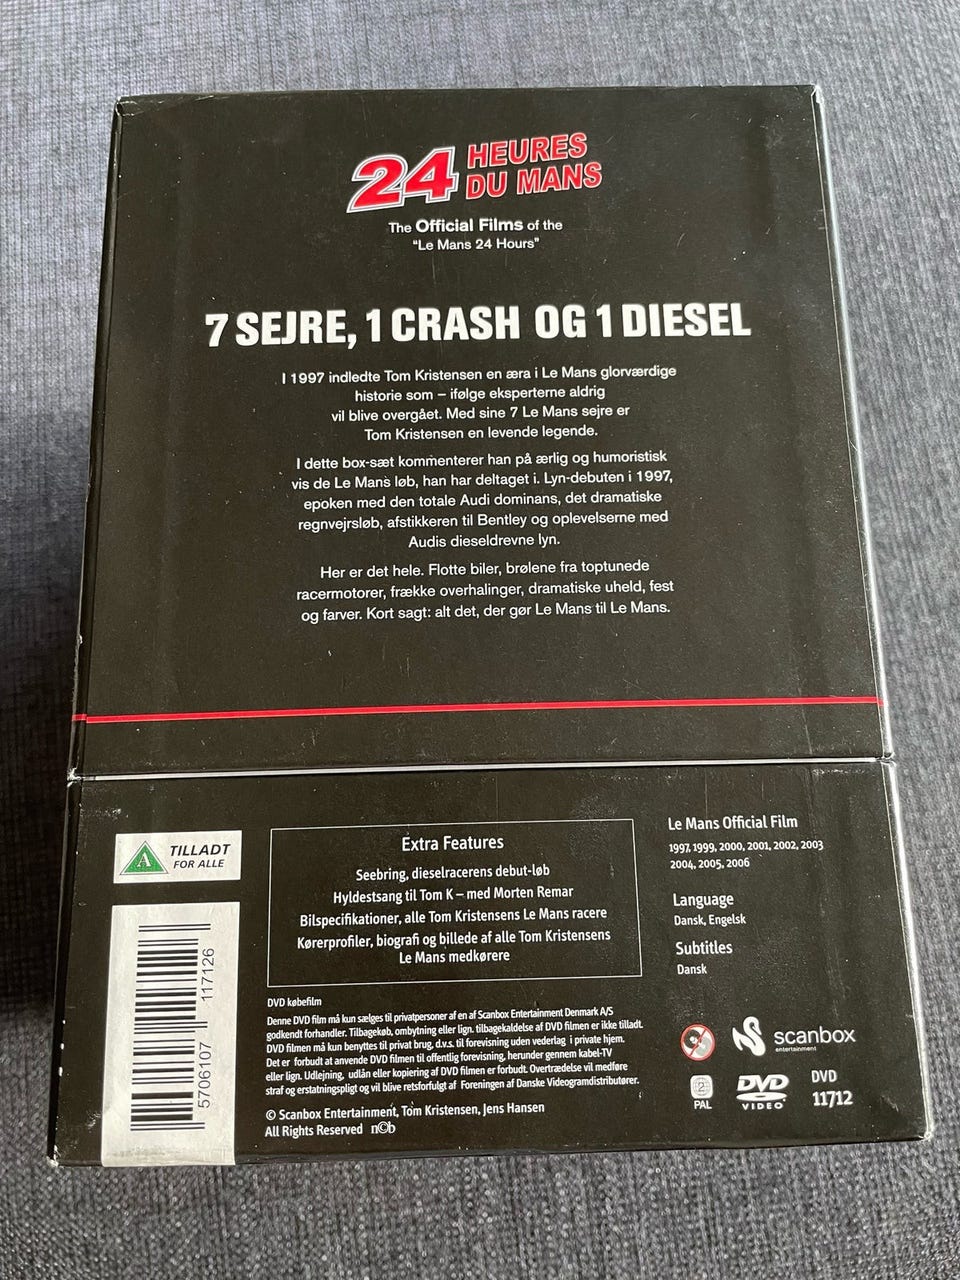 24 HEURES
DU MANS
The Official Films of the
"Le Mans 24 Hours"
7 SEJRE, 1 CRASH OG 1 DIESEL
I 1997 indledte Tom Kristensen en æra i Le Mans glorværdige
historie som – ifølge eksperterne aldrig
vil blive overgået. Med sine 7 Le Mans sejre er
Tom Kristensen en levende legende.
I dette box-sæt kommenterer han på ærlig og humoristisk
vis de Le Mans løb, han har deltaget i. Lyn-debuten i 1997,
epoken med den totale Audi dominans, det dramatiske
regnvejrsløb, afstikkeren til Bentley og oplevelserne med
Audis dieseldrevne lyn.
Her er det hele. Flotte biler, brølene fra toptunede
racermotorer, frække overhalinger, dramatiske uheld, fest
og farver. Kort sagt: alt det, der gør Le Mans til Le Mans.
A TILLADT
FOR ALLE
5706107 117126
Extra Features
Seebring, dieselracerens debut-løb
Hyldestsang til Tom K – med Morten Remar
Bilspecifikationer, alle Tom Kristensens Le Mans racere
Kørerprofiler, biografi og billede af alle Tom Kristensens
Le Mans medkørere
DVD købefilm
Denne DVD film må kun sælges til privatpersoner af en af Scanbox Entertainment Denmark A/S
godkendt forhandler. Tilbagekøb, ombytning eller lign. tilbagekaldelse af DVD filmen er ikke tilladt.
DVD filmen må kun benyttes til privat brug, d.v.s. til forevisning uden vederlag i private hjem.
Det er forbudt at anvende DVD filmen til offentlig forevisning, herunder gennem kabel-TV
eller lign. Udlejning, udlån eller kopiering af DVD filmen er forbudt. Overtrædelse vil medføre
straf og erstatningspligt og vil blive retsforfulgt af Foreningen af Danske Videogramdistributører.
© Scanbox Entertainment, Tom Kristensen, Jens Hansen
All Rights Reserved n©b
Le Mans Official Film
1997, 1999, 2000, 2001, 2002, 2003
2004, 2005, 2006
Language
Dansk, Engelsk
Subtitles
Dansk
scanbox
entertainment
2
PAL
DVD
VIDEO
DVD
11712